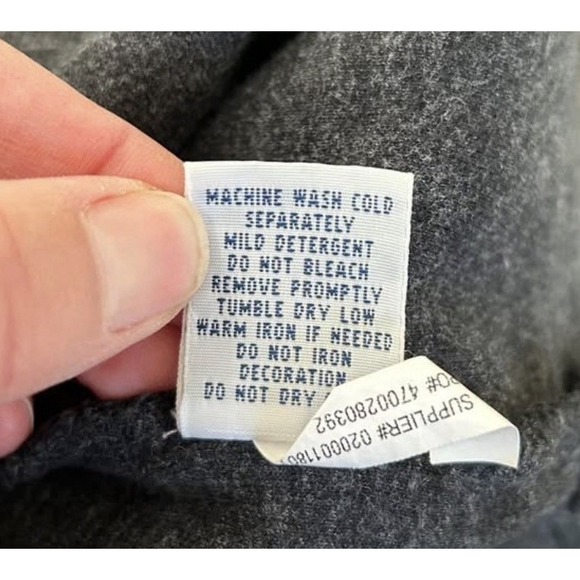 MACHINE WASH COLD
SEPARATELY
MILD DETERGENT
DO NOT BLEACH
REMOVE PROMPTLY
TUMBLE DRY LOW
WARM IRON IF NEEDED
DO NOT IRON
DECORATION
DO NOT DRY
RO# 4700280392
SUPPLIER#